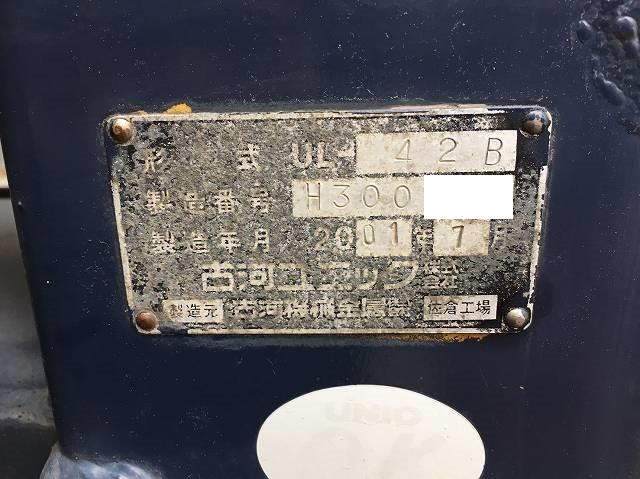 形 式 UL- 42B
製造番号 H300
製造年月 2001年7月
古河ユニック株式会社
製造元 古河機械金属㈱ 佐倉工場
UNIC